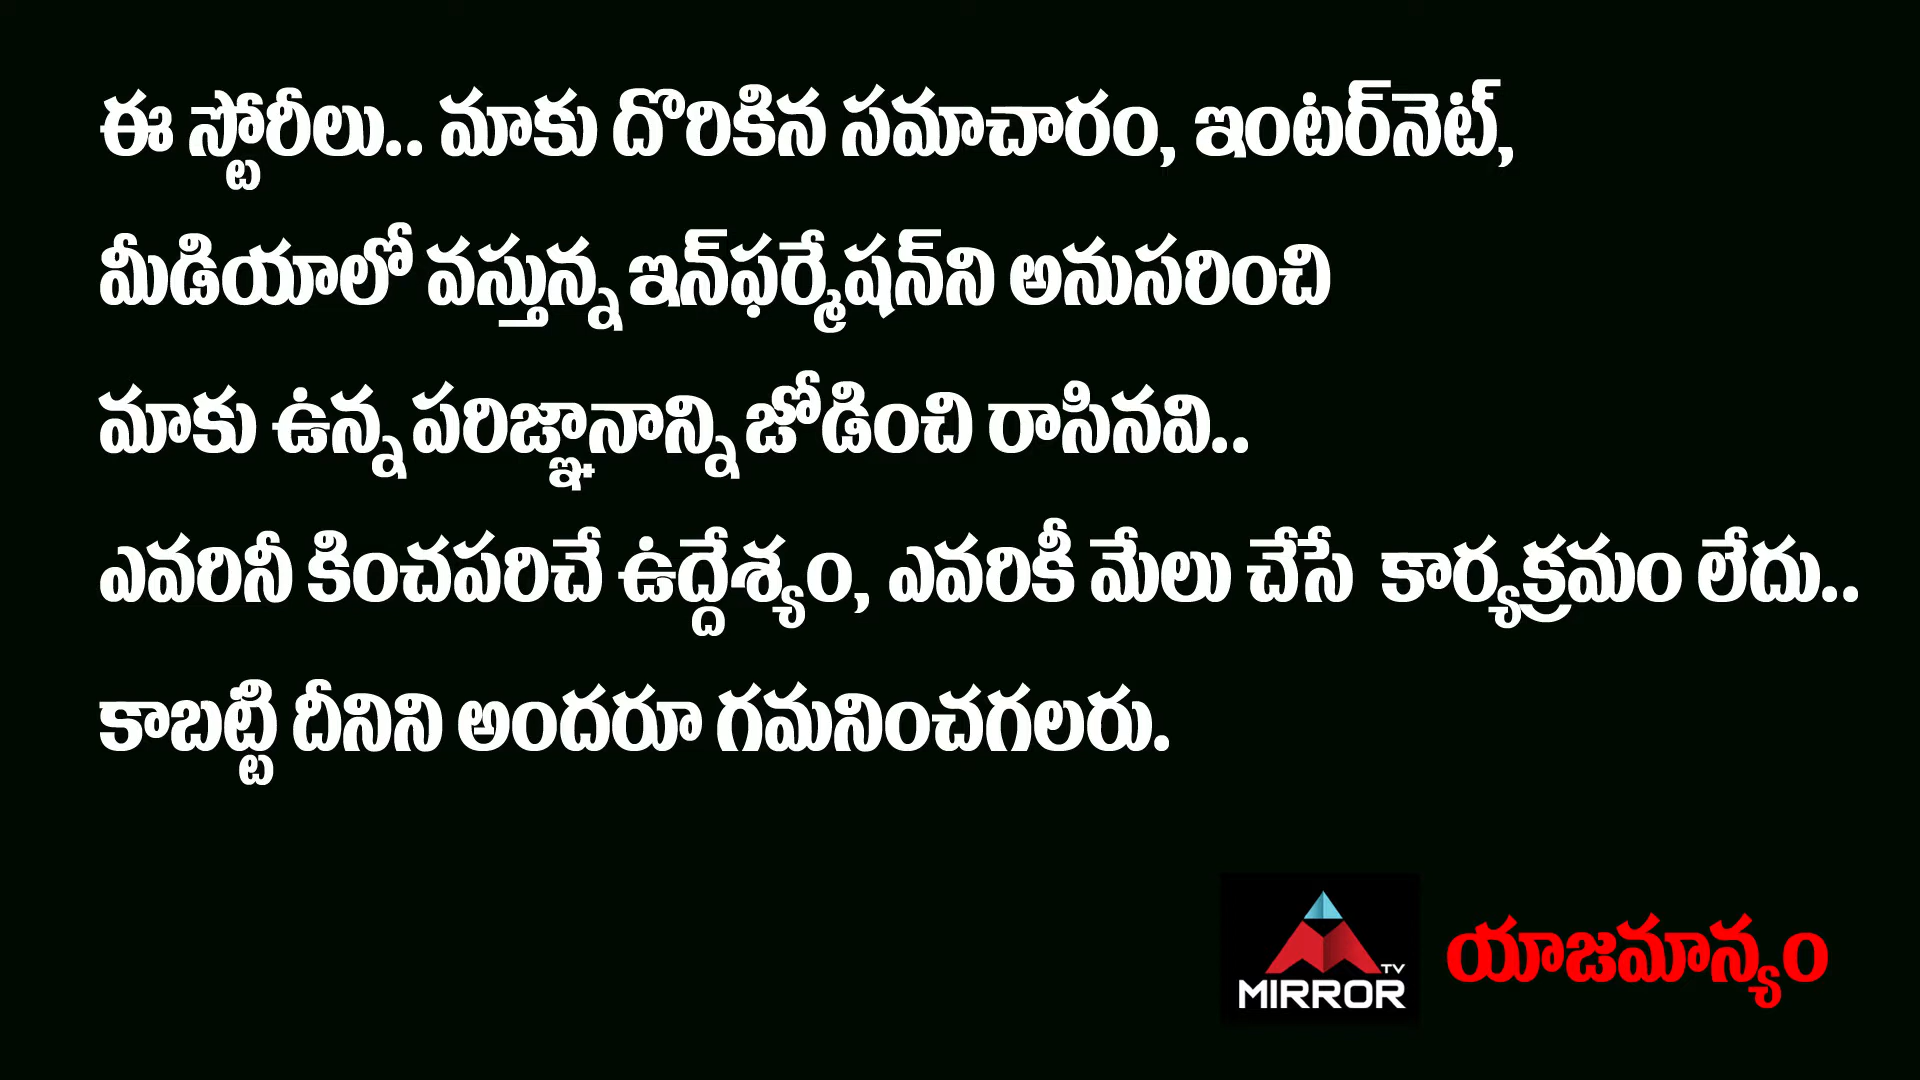 ఈ స్టోరీలు.. మాకు దొరికిన సమాచారం, ఇంటర్‌నెట్,
మీడియాలో వస్తున్న ఇన్‌ఫర్మేషన్‌ని అనుసరించి
మాకు ఉన్న పరిజ్ఞానాన్ని జోడించి రాసినవి..
ఎవరినీ కించపరిచే ఉద్దేశ్యం, ఎవరికీ మేలు చేసే కార్యక్రమం లేదు..
కాబట్టి దీనిని అందరూ గమనించగలరు.
TV
MIRROR
యాజమాన్యం